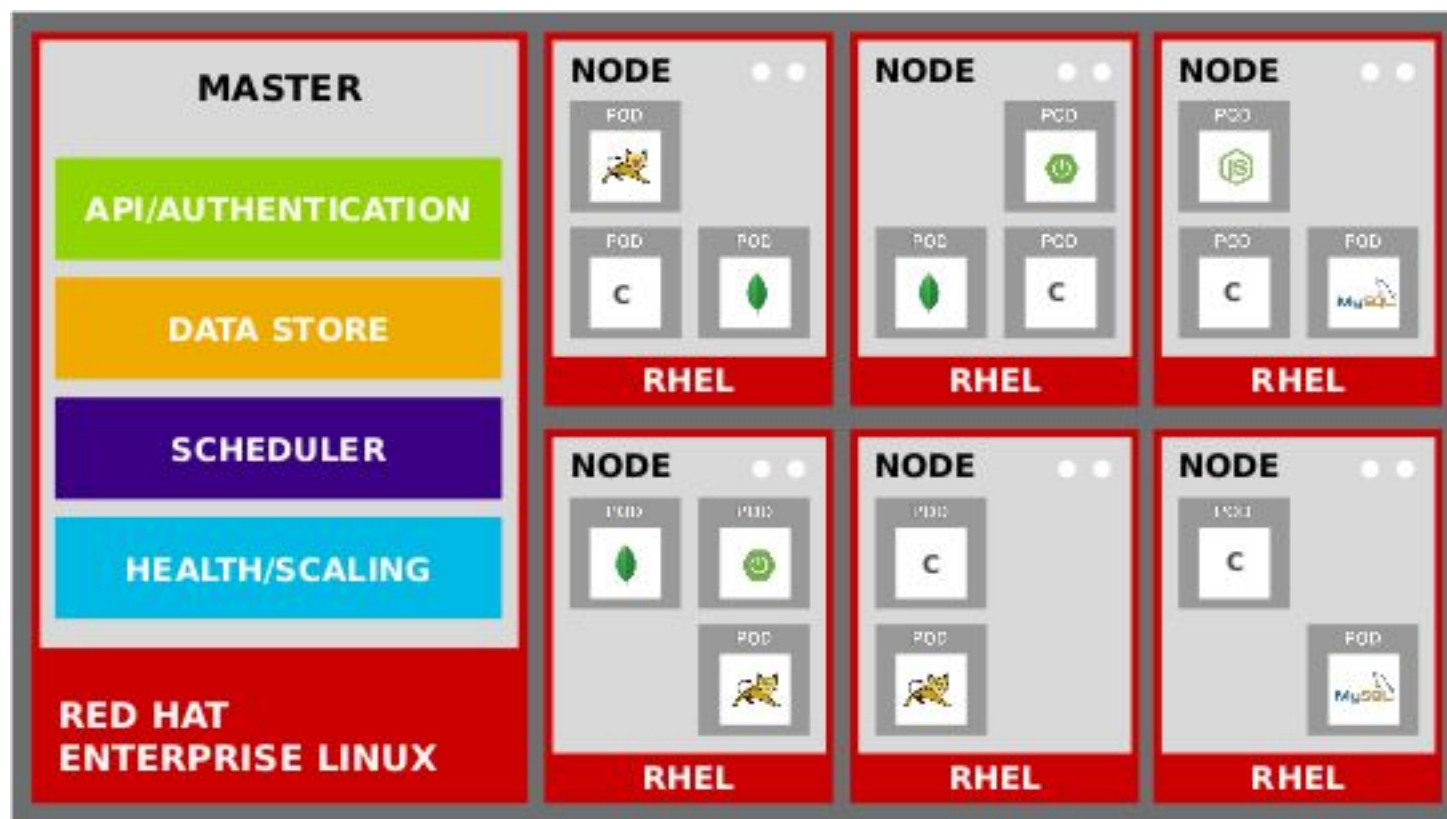 MASTER
API/AUTHENTICATION
DATA STORE
SCHEDULER
HEALTH/SCALING
RED HAT
ENTERPRISE LINUX
NODE
POD
POD
C
POD
RHEL
NODE
POD
POD
POD
C
RHEL
NODE
POD
JS
POD
C
POD
MySQL
RHEL
NODE
POD
POD
POD
RHEL
NODE
POD
C
POD
RHEL
NODE
POD
C
POD
MySQL
RHEL